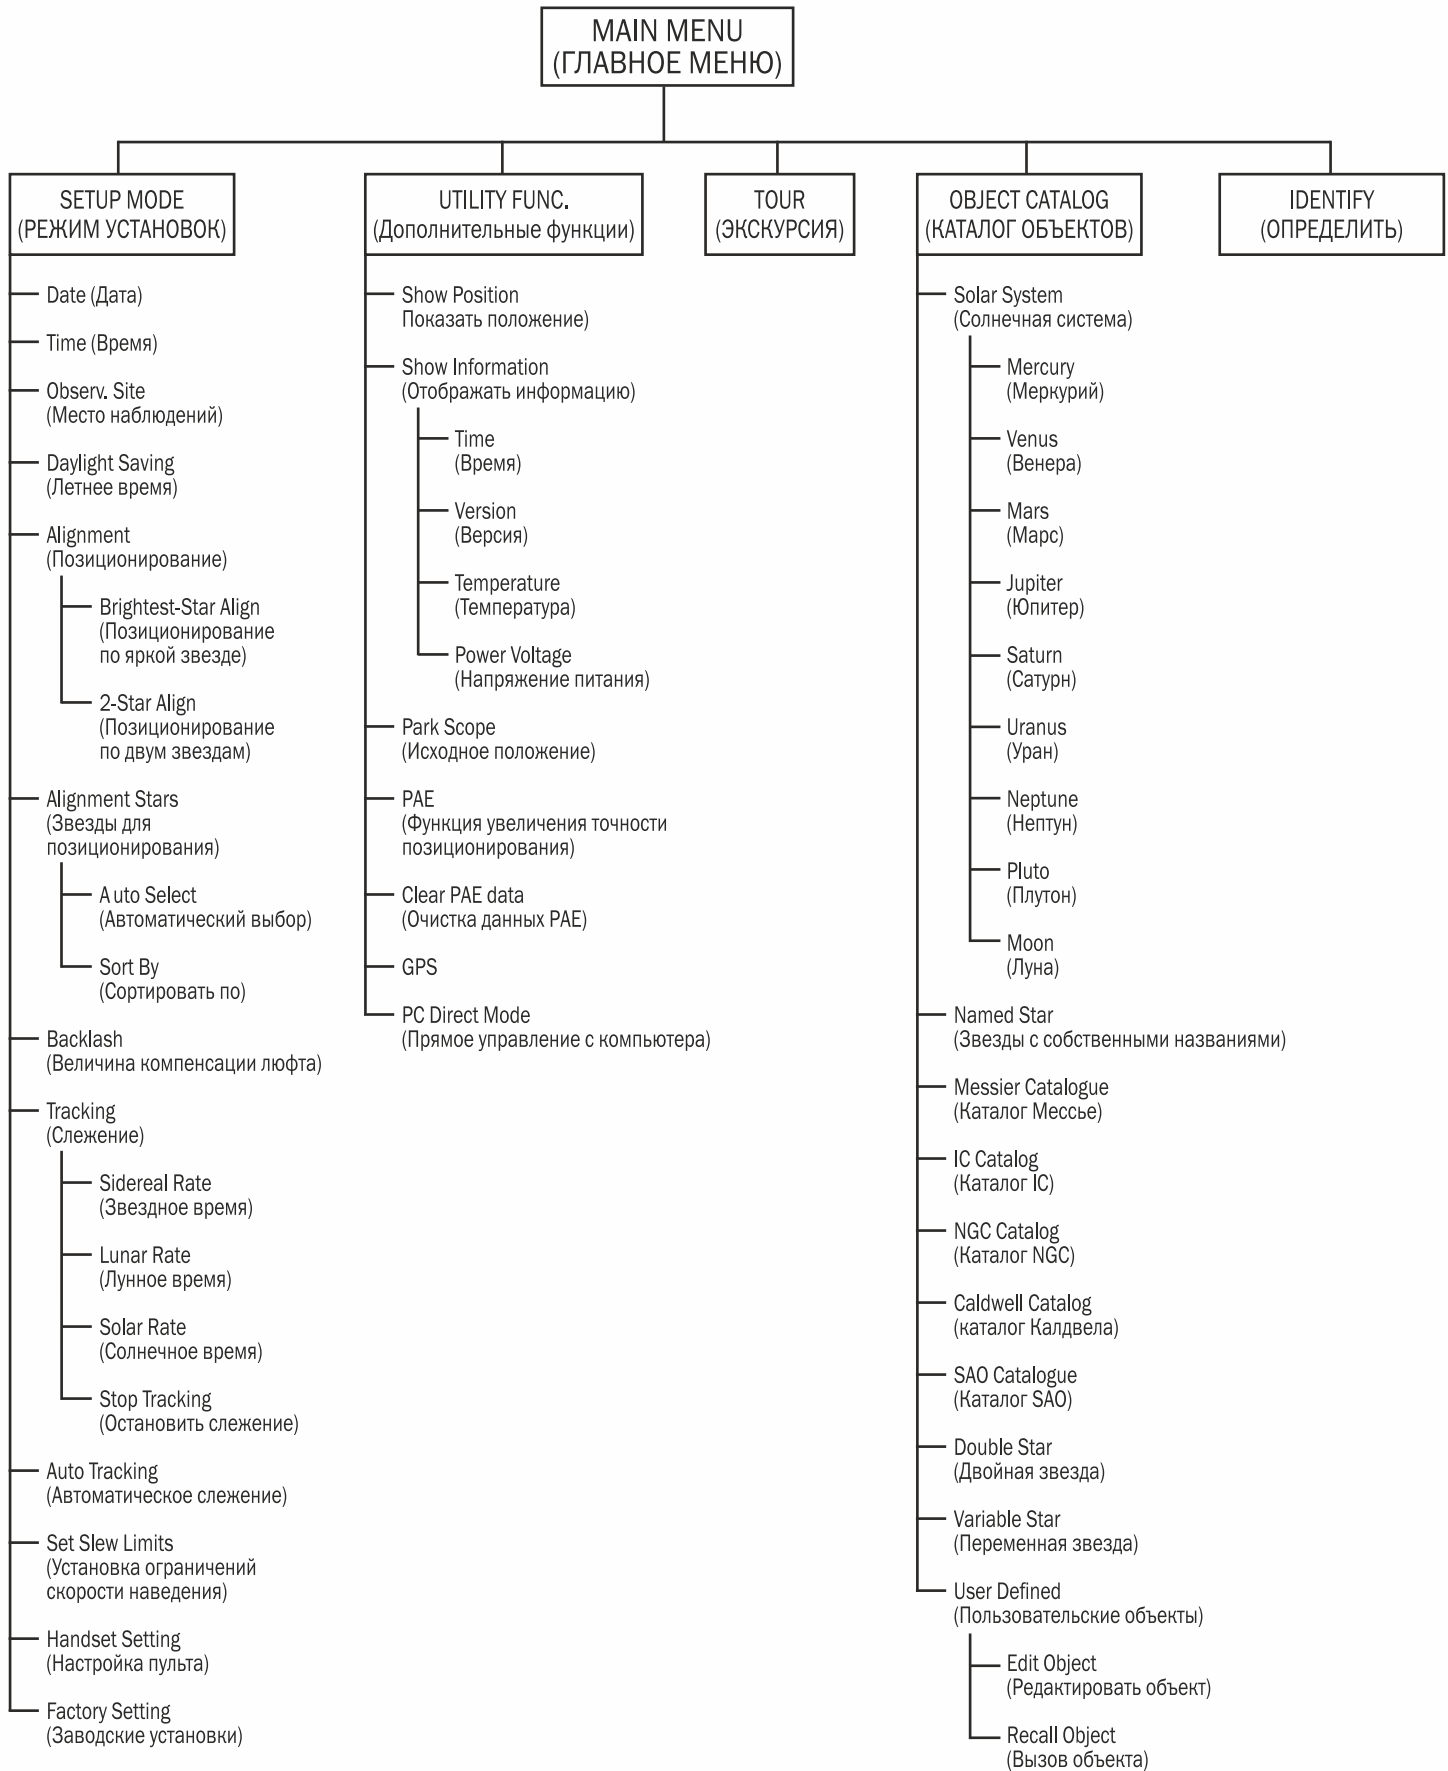 MAIN MENU
(ГЛАВНОЕ МЕНЮ)
SETUP MODE
(РЕЖИМ УСТАНОВОК)
Date (Дата)
Time (Время)
Observ. Site
(Место наблюдений)
Daylight Saving
(Летнее время)
Alignment
(Позиционирование)
Brightest-Star Align
(Позиционирование
по яркой звезде)
2-Star Align
(Позиционирование
по двум звездам)
Alignment Stars
(Звезды для
позиционирования)
Auto Select
(Автоматический выбор)
Sort By
(Сортировать по)
Backlash
(Величина компенсации люфта)
Tracking
(Слежение)
Sidereal Rate
(Звездное время)
Lunar Rate
(Лунное время)
Solar Rate
(Солнечное время)
Stop Tracking
(Остановить слежение)
Auto Tracking
(Автоматическое слежение)
Set Slew Limits
(Установка ограничений
скорости наведения)
Handset Setting
(Настройка пульта)
Factory Setting
(Заводские установки)
UTILITY FUNC.
(Дополнительные функции)
Show Position
Показать положение)
Show Information
(Отображать информацию)
Time
(Время)
Version
(Версия)
Temperature
(Температура)
Power Voltage
(Напряжение питания)
Park Scope
(Исходное положение)
PAE
(Функция увеличения точности
позиционирования)
Clear PAE data
(Очистка данных PAE)
GPS
PC Direct Mode
(Прямое управление с компьютера)
TOUR
(ЭКСКУРСИЯ)
OBJECT CATALOG
(КАТАЛОГ ОБЪЕКТОВ)
Solar System
(Солнечная система)
Mercury
(Меркурий)
Venus
(Венера)
Mars
(Марс)
Jupiter
(Юпитер)
Saturn
(Сатурн)
Uranus
(Уран)
Neptune
(Нептун)
Pluto
(Плутон)
Moon
(Луна)
Named Star
(Звезды с собственными названиями)
Messier Catalogue
(Каталог Мессье)
IC Catalog
(Каталог IC)
NGC Catalog
(Каталог NGC)
Caldwell Catalog
(каталог Калдвела)
SAO Catalogue
(Каталог SAO)
Double Star
(Двойная звезда)
Variable Star
(Переменная звезда)
User Defined
(Пользовательские объекты)
Edit Object
(Редактировать объект)
Recall Object
(Вызов объекта)
IDENTIFY
(ОПРЕДЕЛИТЬ)